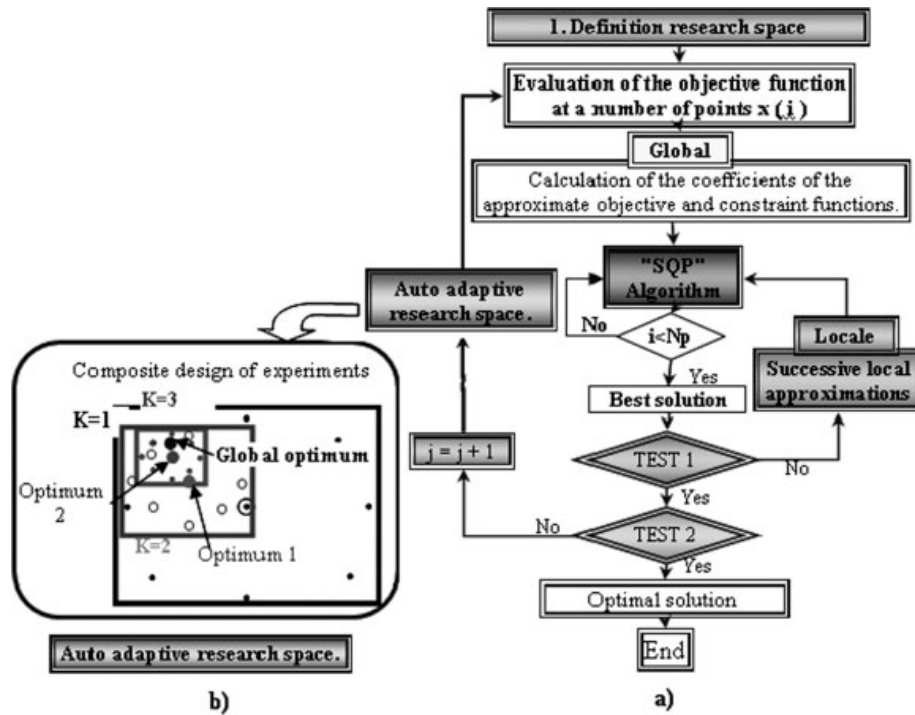 1. Definition research space
Evaluation of the objective function
at a number of points x (i)
Global
Calculation of the coefficients of the
approximate objective and constraint functions.
"SQP"
Algorithm
No
i<Np
Yes
Locale
Successive local
approximations
Best solution
TEST 1
No
Yes
TEST 2
No
Yes
j = j + 1
Auto adaptive
research space.
Optimal solution
End
a)
Composite design of experiments
K=3
K=1
Global optimum
Optimum
2
K=2
Optimum 1
Auto adaptive research space.
b)